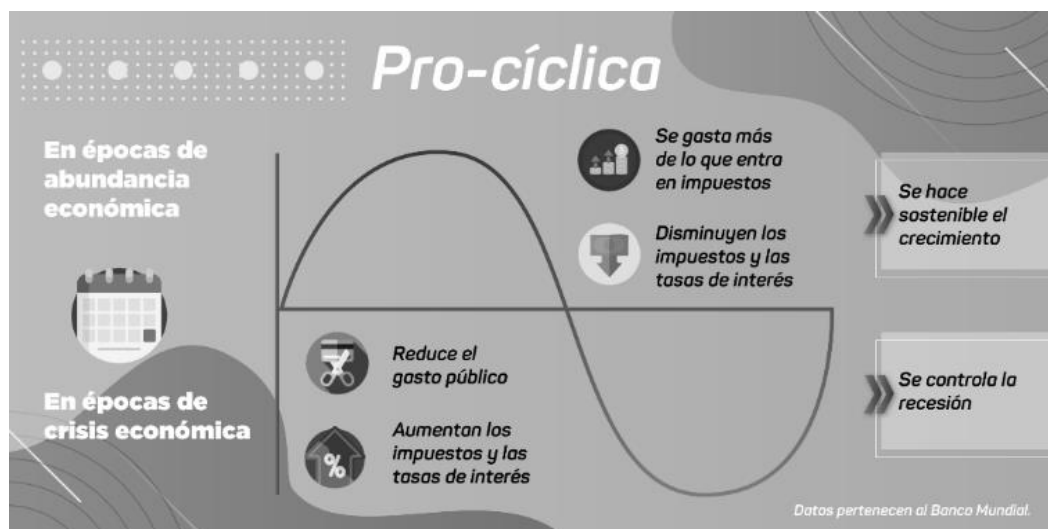 Pro-cíclica
En épocas de
abundancia
económica
Se gasta más
de lo que entra
en impuestos
Disminuyen los
impuestos y las
tasas de interés
Se hace
sostenible el
crecimiento
En épocas de
crisis económica
Reduce el
gasto público
%
Aumentan los
impuestos y las
tasas de interés
Se controla la
recesión
Datos pertenecen al Banco Mundial.